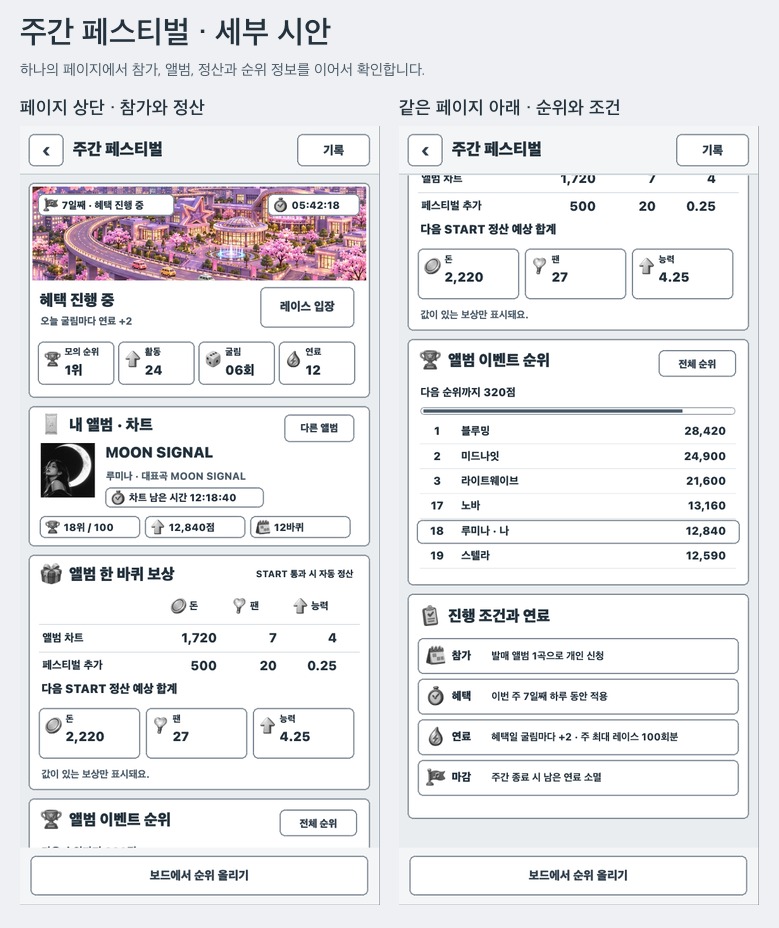 주간 페스티벌 · 세부 시안
하나의 페이지에서 참가, 앨범, 정산과 순위 정보를 이어서 확인합니다.
페이지 상단 · 참가와 정산
주간 페스티벌
기록
7일째 · 혜택 진행 중
05:42:18
혜택 진행 중
오늘 굴림마다 연료 +2
레이스 입장
모의 순위
1위
활동
24
굴림
06회
연료
12
내 앨범 · 차트
다른 앨범
MOON SIGNAL
루미나 · 대표곡 MOON SIGNAL
차트 남은 시간 12:18:40
18위 / 100
12,840점
12바퀴
앨범 한 바퀴 보상
START 통과 시 자동 정산
돈 팬 능력
앨범 차트 1,720 7 4
페스티벌 추가 500 20 0.25
다음 START 정산 예상 합계
돈
2,220
팬
27
능력
4.25
값이 있는 보상만 표시돼요.
앨범 이벤트 순위
전체 순위
보드에서 순위 올리기
같은 페이지 아래 · 순위와 조건
주간 페스티벌
기록
앨범 차트 1,720 7 4
페스티벌 추가 500 20 0.25
다음 START 정산 예상 합계
돈
2,220
팬
27
능력
4.25
값이 있는 보상만 표시돼요.
앨범 이벤트 순위
전체 순위
다음 순위까지 320점
1 블루밍 28,420
2 미드나잇 24,900
3 라이트웨이브 21,600
17 노바 13,160
18 루미나 · 나 12,840
19 스텔라 12,590
진행 조건과 연료
참가 발매 앨범 1곡으로 개인 신청
혜택 이번 주 7일째 하루 동안 적용
연료 혜택일 굴림마다 +2 · 주 최대 레이스 100회분
마감 주간 종료 시 남은 연료 소멸
보드에서 순위 올리기